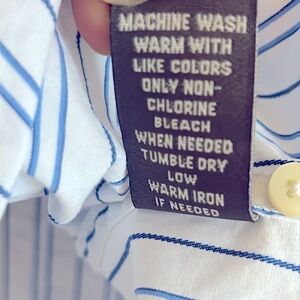 MACHINE WASH
WARM WITH
LIKE COLORS
ONLY NON-
CHLORINE
BLEACH
WHEN NEEDED
TUMBLE DRY
LOW
WARM IRON
IF NEEDED